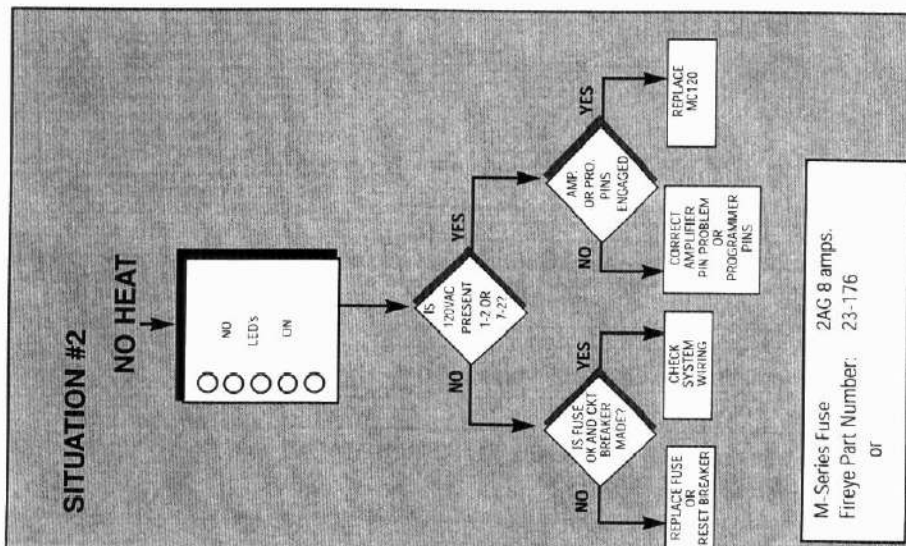 SITUATION #2
NO HEAT
NO
LED's
ON
IS
120VAC
PRESENT
1-2 OR
7-2?
NO
YES
IS FUSE
OK AND CKT
BREAKER
MADE?
NO
YES
REPLACE FUSE
OR
RESET BREAKER
CHECK
SYSTEM
WIRING
AMP.
OR PRO.
PINS
ENGAGED
NO
YES
CORRECT
AMPLIFIER
PIN PROBLEM
OR
PROGRAMMER
PINS
REPLACE
MC120
M-Series Fuse 2AG 8 amps.
Fireye Part Number: 23-176
or